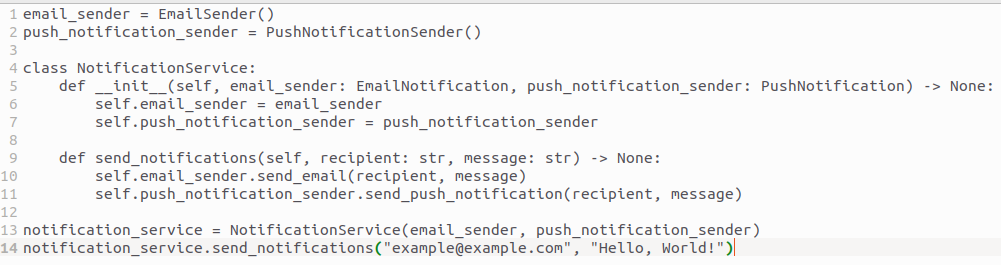 1 email_sender = EmailSender()
2 push_notification_sender = PushNotificationSender()
3
4 class NotificationService:
5     def __init__(self, email_sender: EmailNotification, push_notification_sender: PushNotification) -> None:
6         self.email_sender = email_sender
7         self.push_notification_sender = push_notification_sender
8
9     def send_notifications(self, recipient: str, message: str) -> None:
10         self.email_sender.send_email(recipient, message)
11         self.push_notification_sender.send_push_notification(recipient, message)
12
13 notification_service = NotificationService(email_sender, push_notification_sender)
14 notification_service.send_notifications("example@example.com", "Hello, World!")